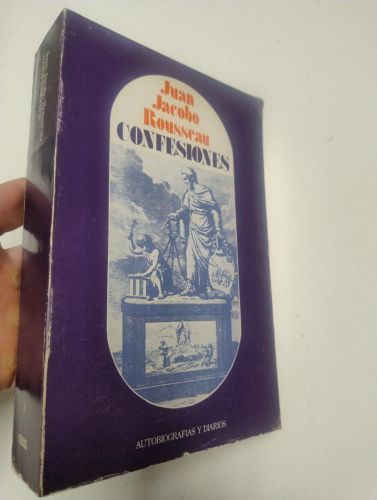 Juan
Jacobo
Rousseau
CONFESIONES
AUTOBIOGRAFIAS Y DIARIOS